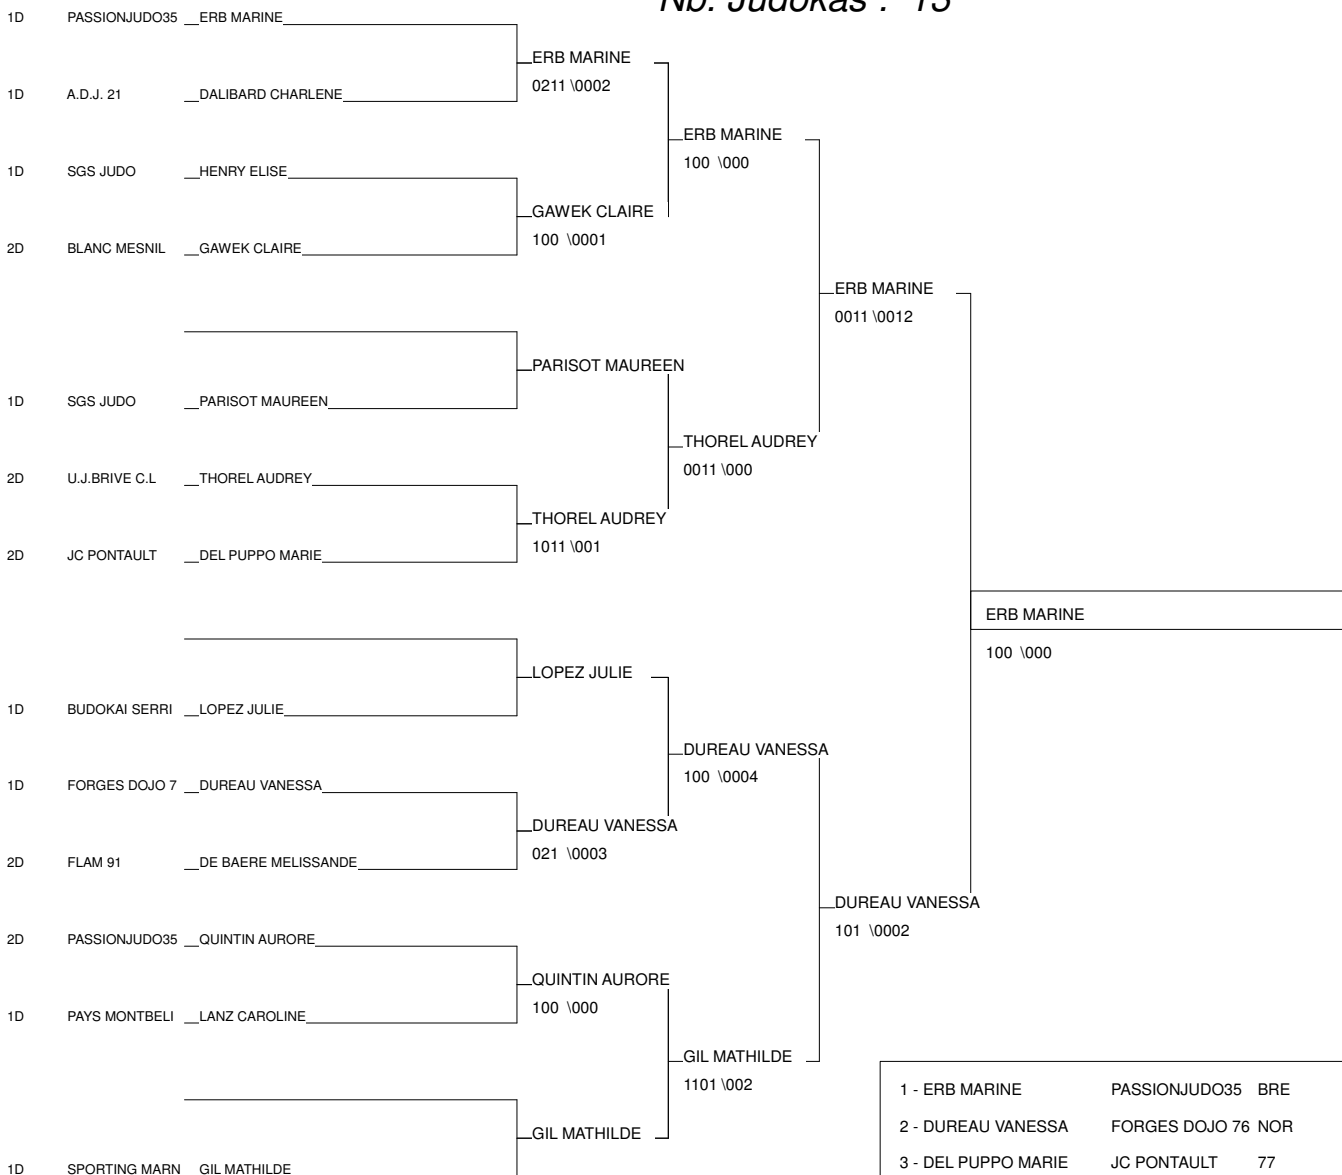 Nb. Judokas : 13
1D PASSIONJUDO35 ERB MARINE
ERB MARINE
0211 \0002
1D A.D.J. 21 DALIBARD CHARLENE
ERB MARINE
100 \000
1D SGS JUDO HENRY ELISE
GAWEK CLAIRE
100 \0001
2D BLANC MESNIL GAWEK CLAIRE
ERB MARINE
0011 \0012
PARISOT MAUREEN
1D SGS JUDO PARISOT MAUREEN
THOREL AUDREY
0011 \000
2D U.J.BRIVE C.L THOREL AUDREY
THOREL AUDREY
1011 \001
2D JC PONTAULT DEL PUPPO MARIE
ERB MARINE
100 \000
LOPEZ JULIE
1D BUDOKAI SERRI LOPEZ JULIE
DUREAU VANESSA
100 \0004
1D FORGES DOJO 7 DUREAU VANESSA
DUREAU VANESSA
021 \0003
2D FLAM 91 DE BAERE MELISSANDE
DUREAU VANESSA
101 \0002
2D PASSIONJUDO35 QUINTIN AURORE
QUINTIN AURORE
100 \000
1D PAYS MONTBELI LANZ CAROLINE
GIL MATHILDE
1101 \002
GIL MATHILDE
1D SPORTING MARN GIL MATHILDE
1 - ERB MARINE PASSIONJUDO35 BRE
2 - DUREAU VANESSA FORGES DOJO 76 NOR
3 - DEL PUPPO MARIE JC PONTAULT 77